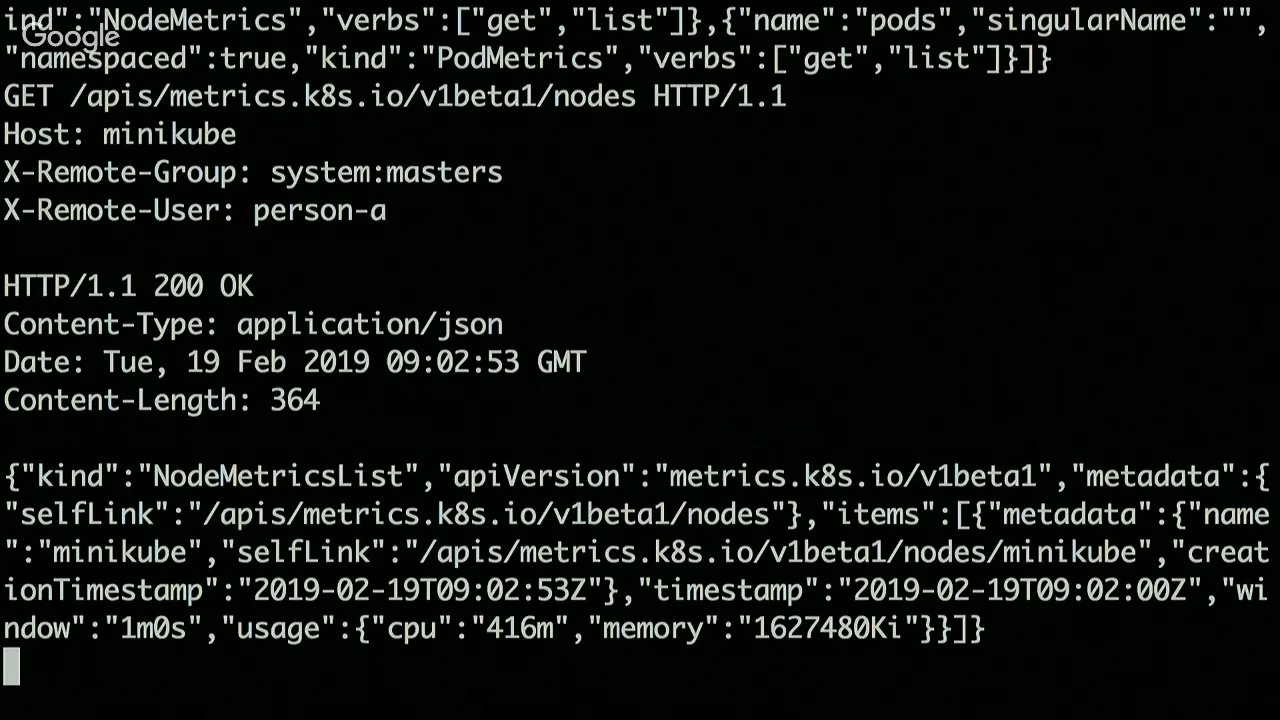 ind":"NodeMetrics","verbs":["get","list"]},{"name":"pods","singularName":"",
Google
"namespaced":true,"kind":"PodMetrics","verbs":["get","list"]}]}
GET /apis/metrics.k8s.io/v1beta1/nodes HTTP/1.1
Host: minikube
X-Remote-Group: system:masters
X-Remote-User: person-a
HTTP/1.1 200 OK
Content-Type: application/json
Date: Tue, 19 Feb 2019 09:02:53 GMT
Content-Length: 364
{"kind":"NodeMetricsList","apiVersion":"metrics.k8s.io/v1beta1","metadata":{
"selfLink":"/apis/metrics.k8s.io/v1beta1/nodes"},"items":[{"metadata":{"name
":"minikube","selfLink":"/apis/metrics.k8s.io/v1beta1/nodes/minikube","creat
ionTimestamp":"2019-02-19T09:02:53Z"},"timestamp":"2019-02-19T09:02:00Z","wi
ndow":"1m0s","usage":{"cpu":"416m","memory":"1627480Ki"}}]}